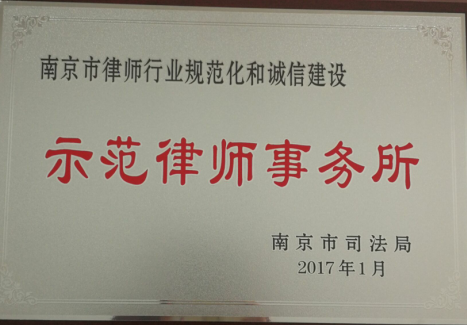 南京市律师行业规范化和诚信建设
示范律师事务所
南京市司法局
2017年1月